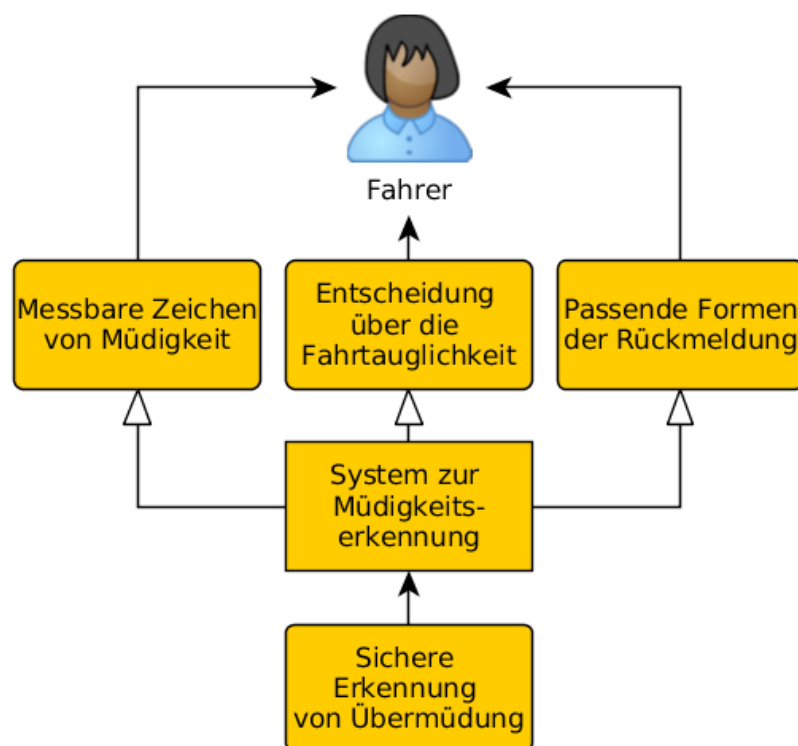 Fahrer
Messbare Zeichen
von Müdigkeit
Entscheidung
über die
Fahrtauglichkeit
Passende Formen
der Rückmeldung
System zur
Müdigkeits-
erkennung
Sichere
Erkennung
von Übermüdung